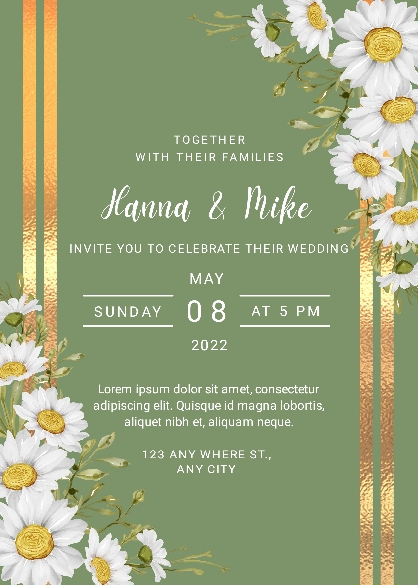 TOGETHER
WITH THEIR FAMILIES
Hanna & Mike
INVITE YOU TO CELEBRATE THEIR WEDDING
MAY
SUNDAY 08 AT 5 PM
2022
Lorem ipsum dolor sit amet, consectetur
adipiscing elit. Quisque id magna lobortis,
aliquet nibh et, aliquam neque.
123 ANY WHERE ST.,
ANY CITY